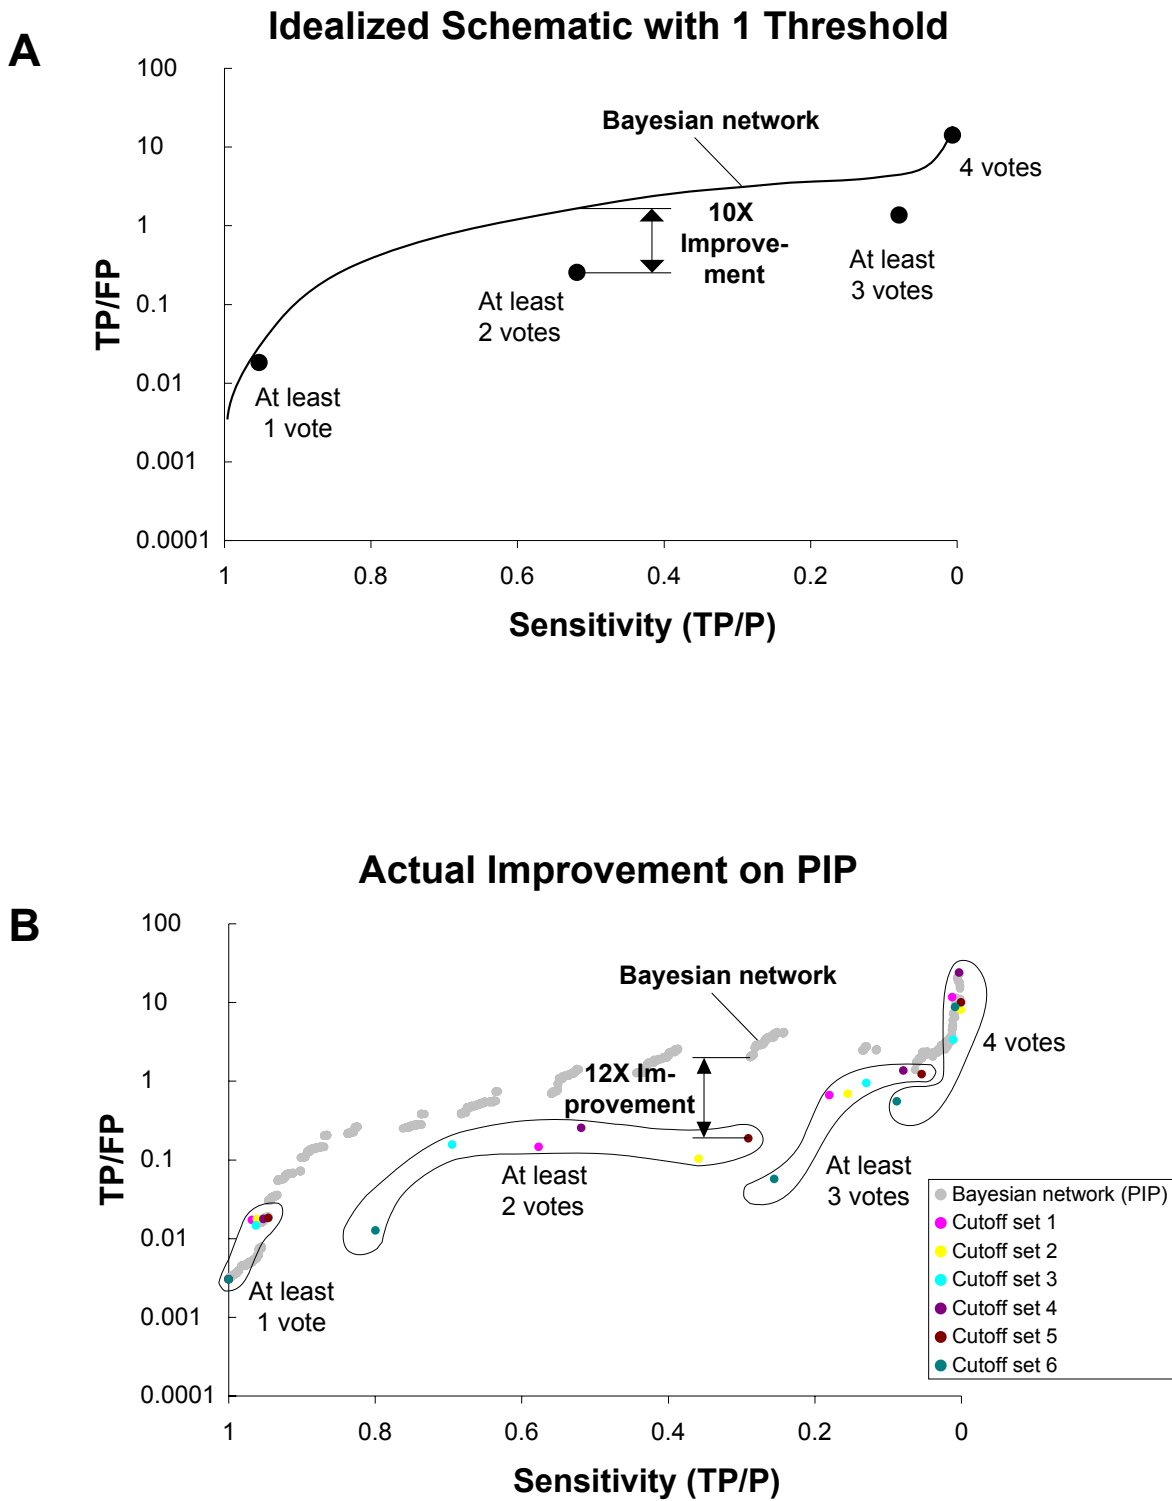 Idealized Schematic with 1 Threshold
A
100
10
1
0.1
0.01
0.001
0.0001
TP/FP
Bayesian network
4 votes
10X
Improve-
ment
At least
3 votes
At least
2 votes
At least
1 vote
1
0.8
0.6
0.4
0.2
0
Sensitivity (TP/P)
Actual Improvement on PIP
B
100
10
1
0.1
0.01
0.001
0.0001
TP/FP
Bayesian network
4 votes
12X Im-
provement
At least
2 votes
At least
3 votes
At least
1 vote
Bayesian network (PIP)
Cutoff set 1
Cutoff set 2
Cutoff set 3
Cutoff set 4
Cutoff set 5
Cutoff set 6
1
0.8
0.6
0.4
0.2
0
Sensitivity (TP/P)